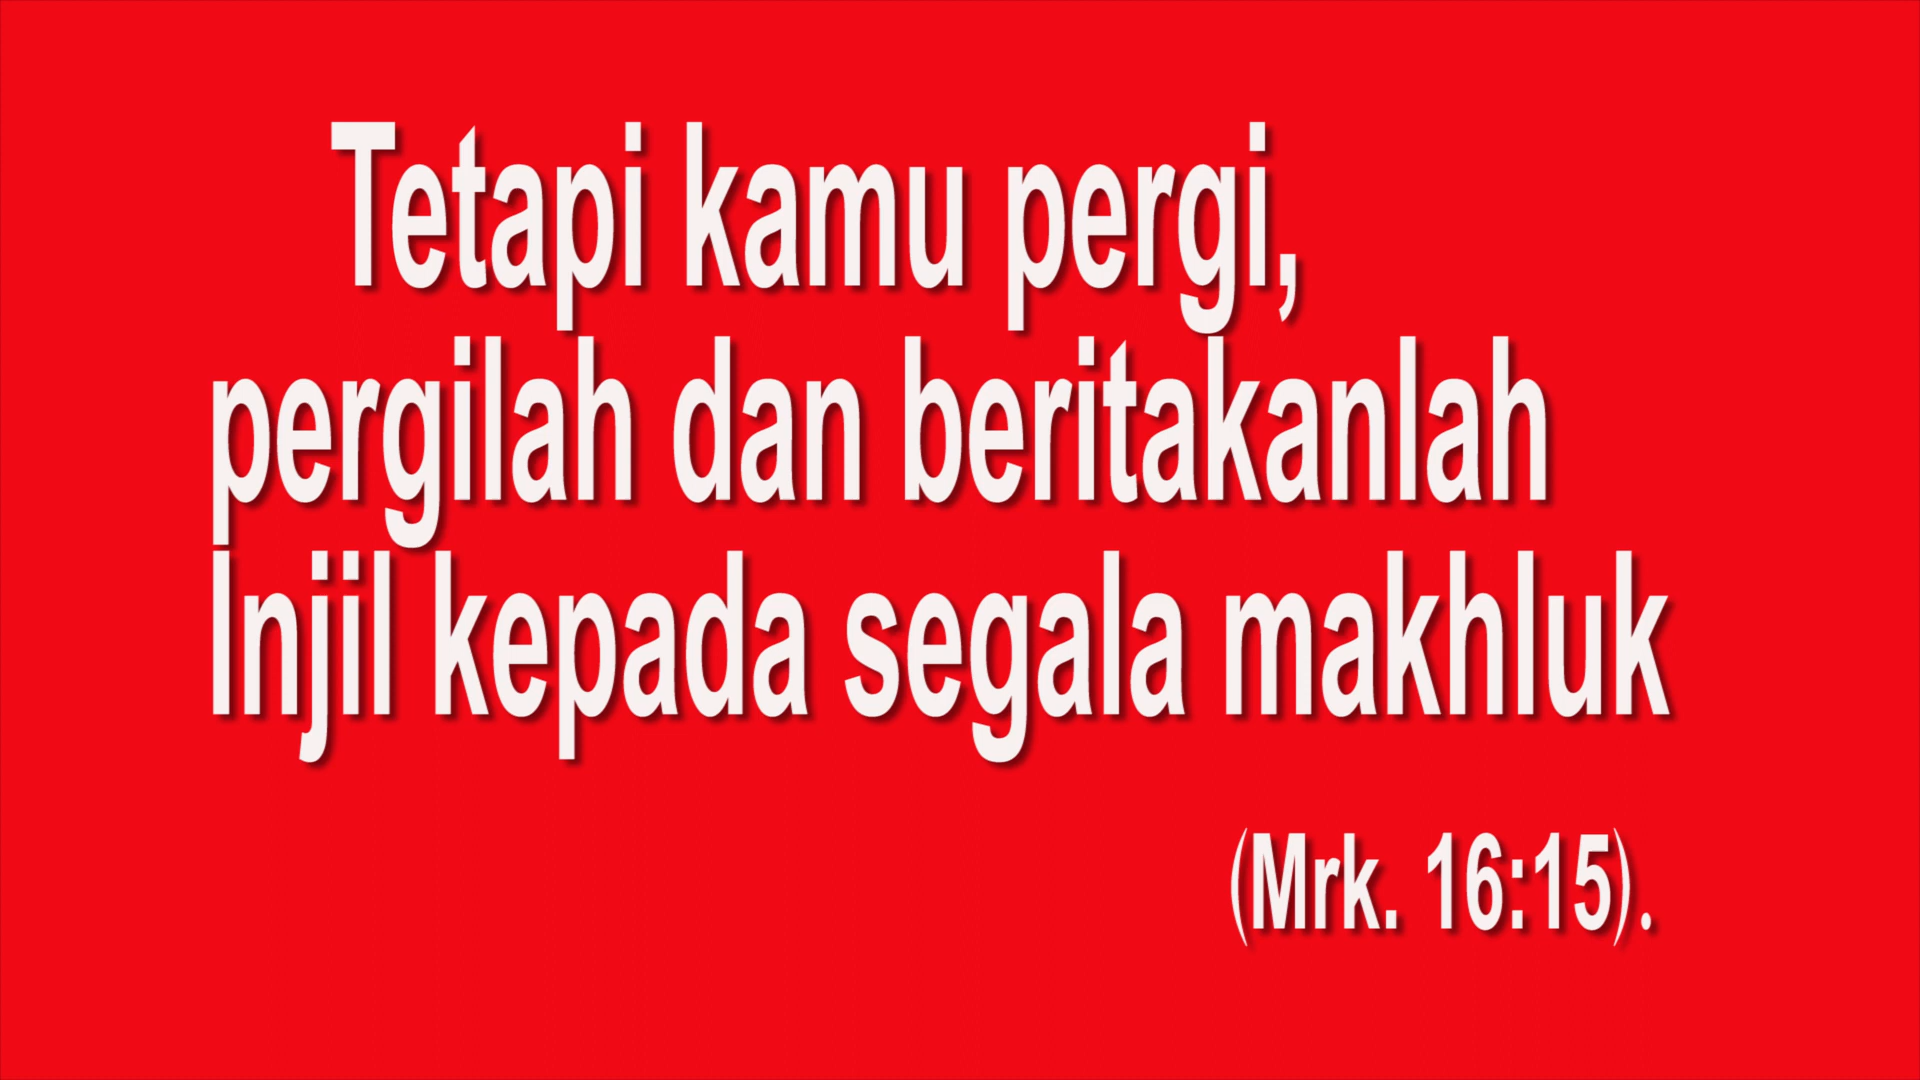 Tetapi kamu pergi,
pergilah dan beritakanlah
Injil kepada segala makhluk
(Mrk. 16:15).